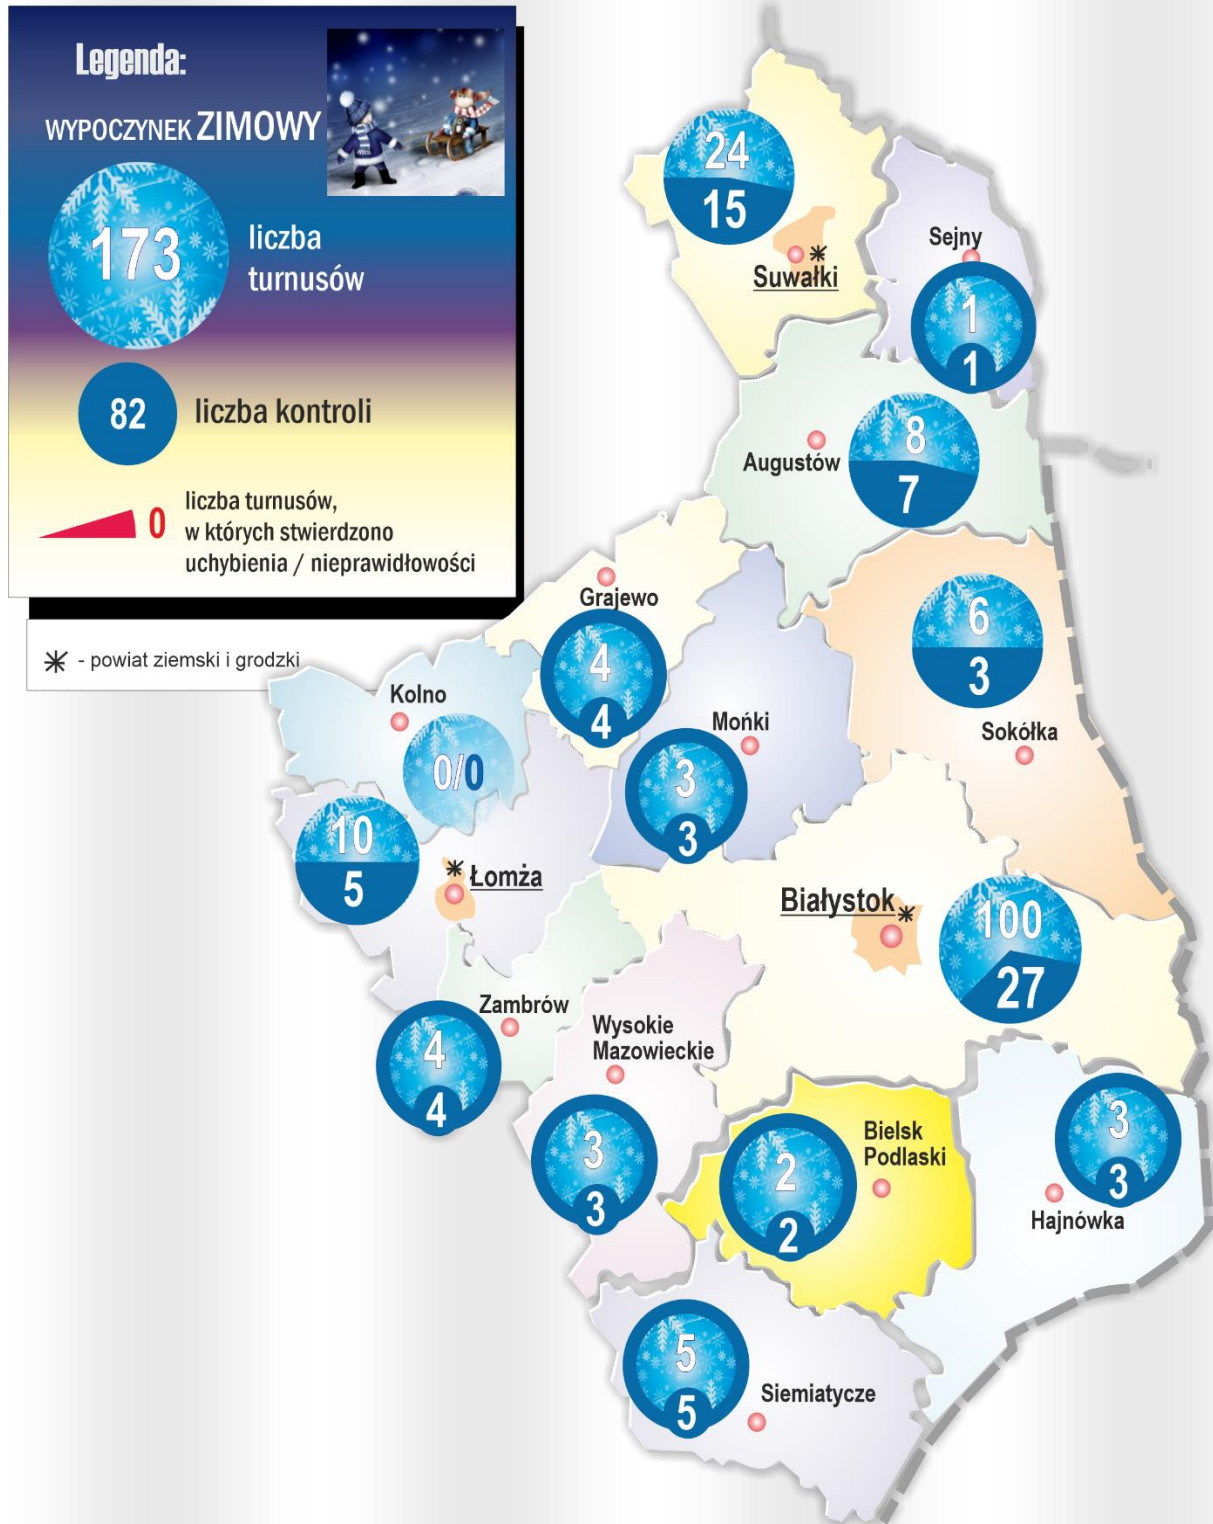 Legenda:
WYPOCZYNEK ZIMOWY
173
liczba
turnusów
82
liczba kontroli
0
liczba turnusów,
w których stwierdzono
uchybienia / nieprawidłowości
- powiat ziemski i grodzki
24
15
Suwałki
Sejny
1
1
Augustów
8
7
Grajewo
4
4
6
3
Sokółka
Kolno
0/0
Mońki
3
3
10
5
Łomża
Białystok
100
27
Zambrów
4
4
Wysokie
Mazowieckie
3
3
Bielsk
Podlaski
2
2
3
3
Hajnówka
5
5
Siemiatycze